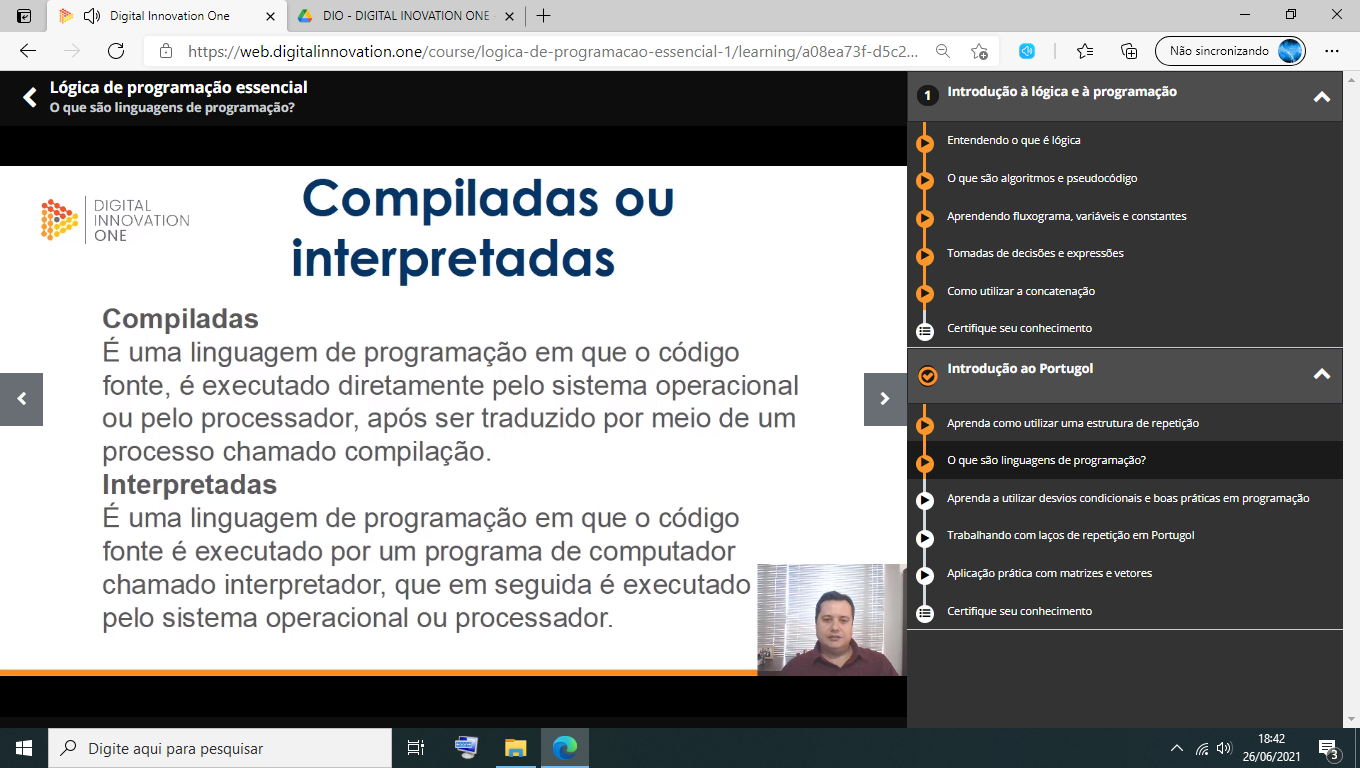 Digital Innovation One
DIO - DIGITAL INOVATION ONE
https://web.digitalinnovation.one/course/logica-de-programacao-essencial-1/learning/a08ea73f-d5c2...
Não sincronizando
Lógica de programação essencial
O que são linguagens de programação?
DIGITAL
INNOVATION
ONE
Compiladas ou
interpretadas
Compiladas
É uma linguagem de programação em que o código
fonte, é executado diretamente pelo sistema operacional
ou pelo processador, após ser traduzido por meio de um
processo chamado compilação.
Interpretadas
É uma linguagem de programação em que o código
fonte é executado por um programa de computador
chamado interpretador, que em seguida é executado
pelo sistema operacional ou processador.
1 Introdução à lógica e à programação
Entendendo o que é lógica
O que são algoritmos e pseudocódigo
Aprendendo fluxograma, variáveis e constantes
Tomadas de decisões e expressões
Como utilizar a concatenação
Certifique seu conhecimento
Introdução ao Portugol
Aprenda como utilizar uma estrutura de repetição
O que são linguagens de programação?
Aprenda a utilizar desvios condicionais e boas práticas em programação
Trabalhando com laços de repetição em Portugol
Aplicação prática com matrizes e vetores
Certifique seu conhecimento
Digite aqui para pesquisar
18:42
26/06/2021
3